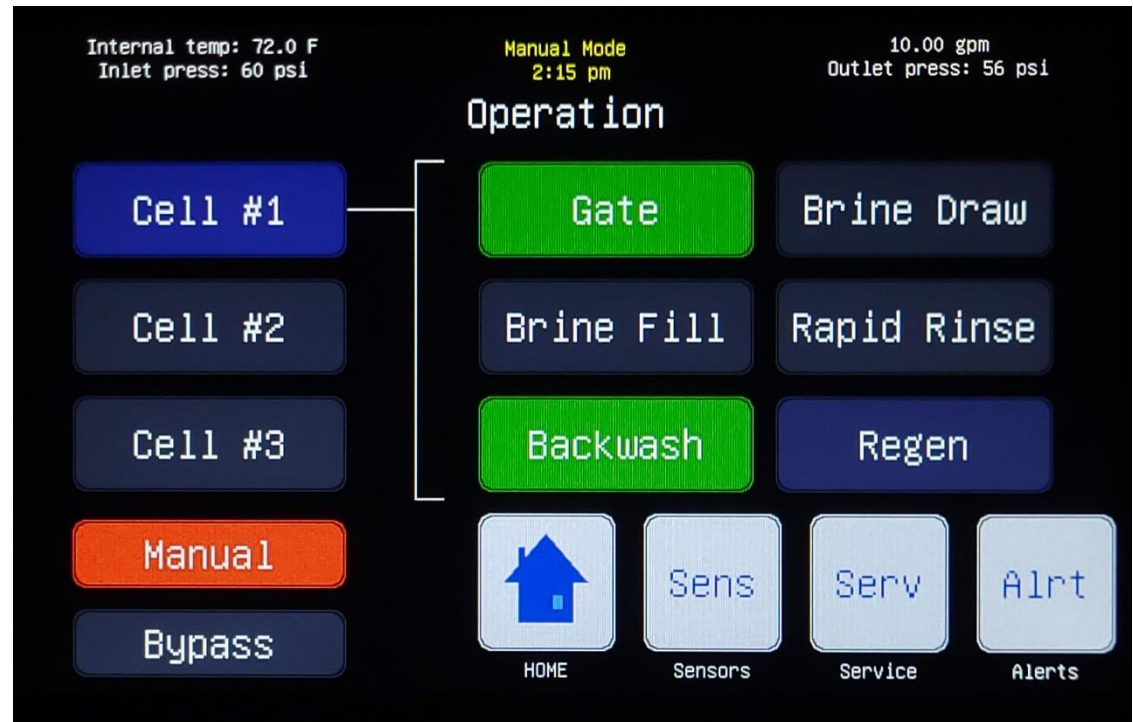 Internal temp: 72.0 F
Inlet press: 60 psi
Manual Mode
2:15 pm
10.00 gpm
Outlet press: 56 psi
Operation
Cell #1
Gate
Brine Draw
Cell #2
Brine Fill
Rapid Rinse
Cell #3
Backwash
Regen
Manual
Bypass
Sens
Serv
Alrt
HOME
Sensors
Service
Alerts